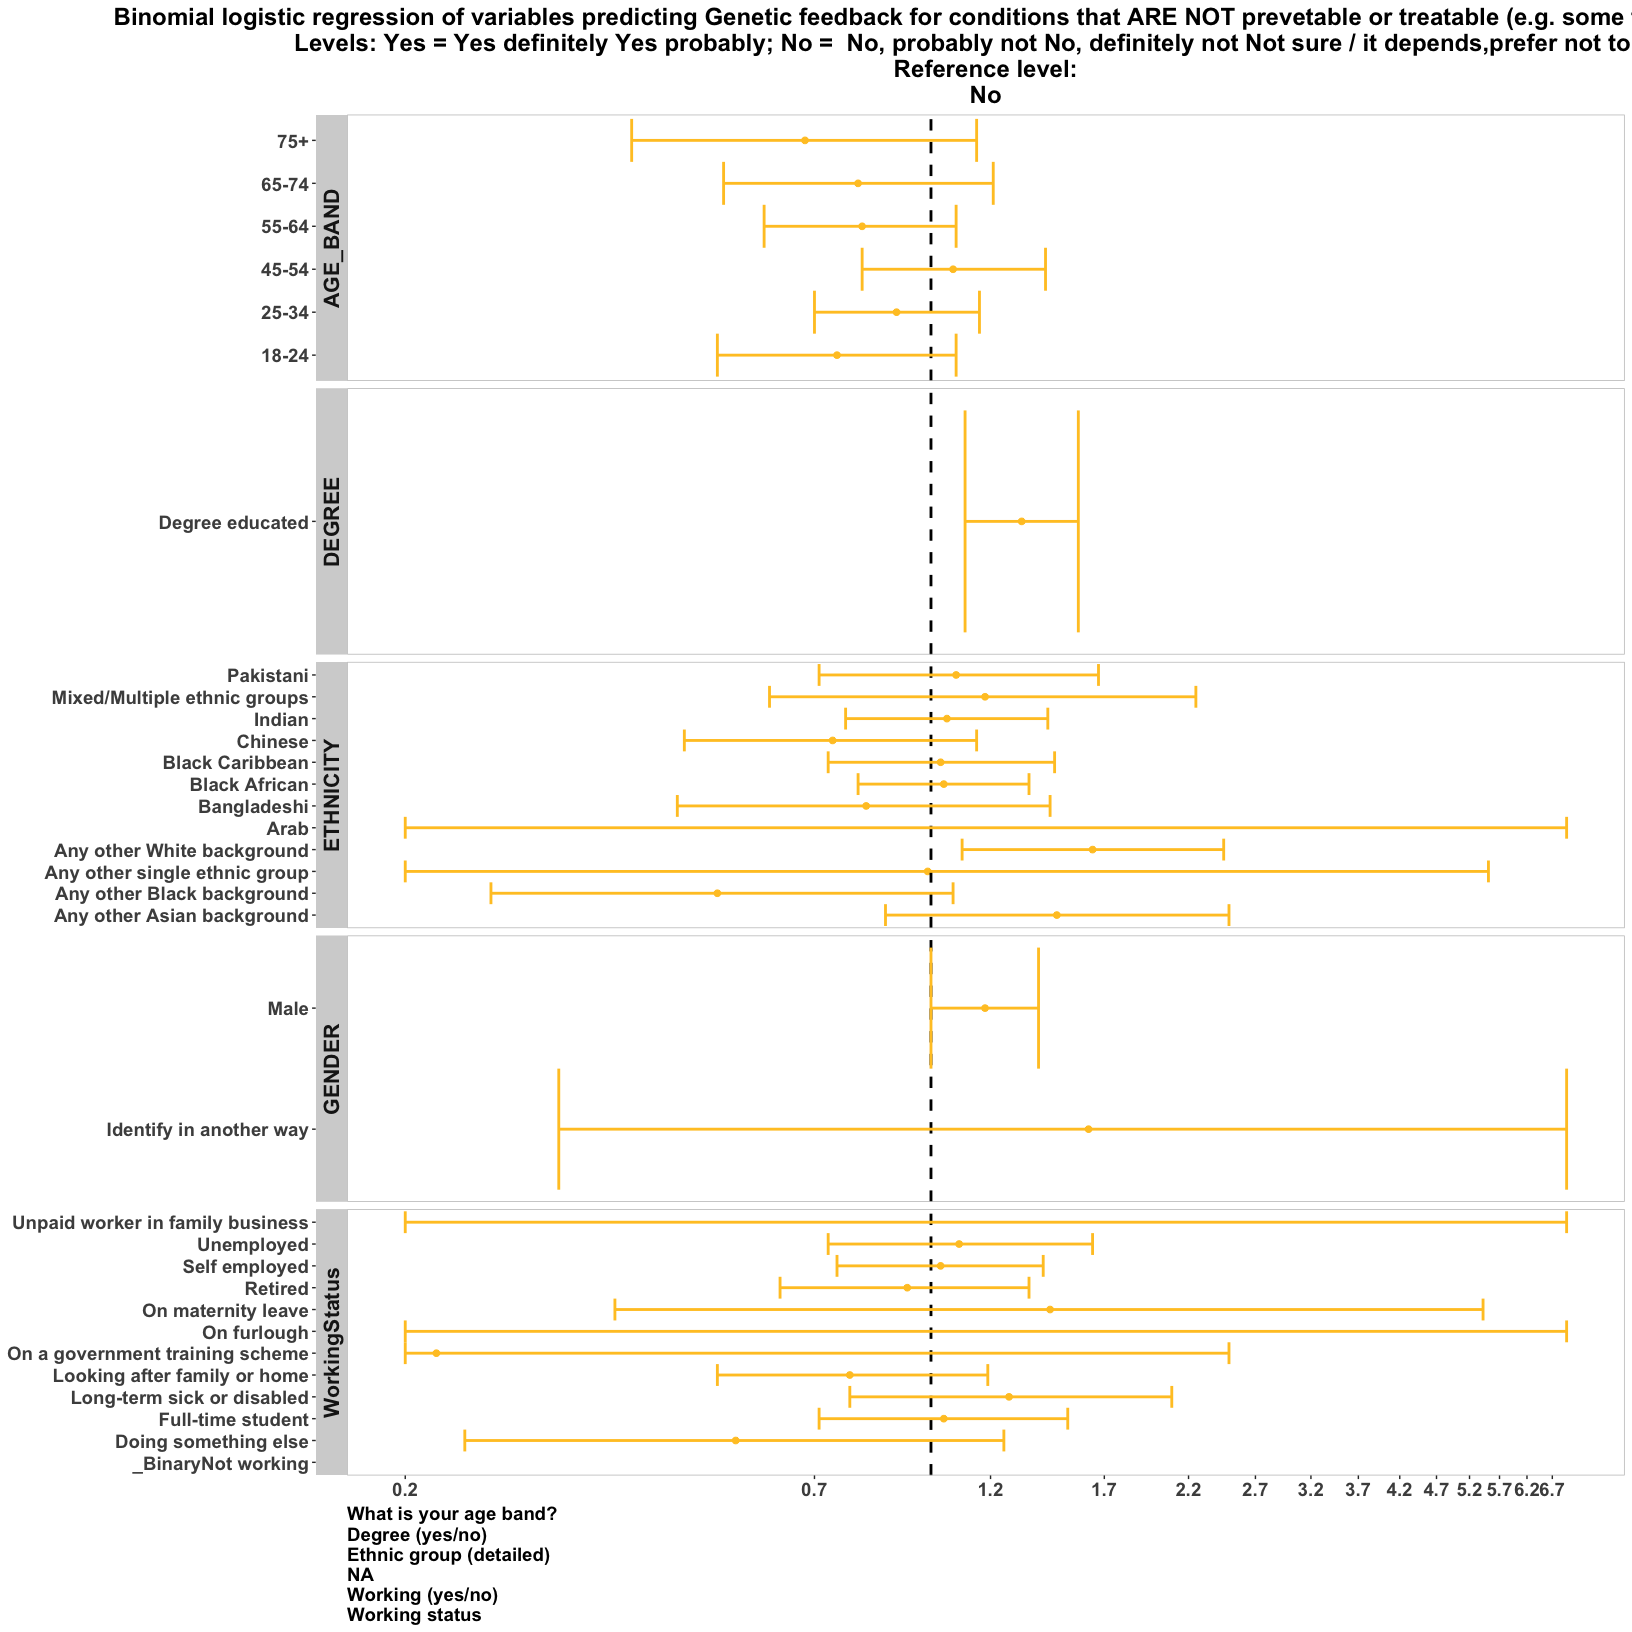 Binomial logistic regression of variables predicting Genetic feedback for conditions that ARE NOT prevetable or treatable (e.g. some
Levels: Yes = Yes definitely Yes probably; No = No, probably not No, definitely not Not sure / it depends,prefer not to
Reference level:
No
AGE_BAND
75+
65-74
55-64
45-54
25-34
18-24
DEGREE
Degree educated
ETHNICITY
Pakistani
Mixed/Multiple ethnic groups
Indian
Chinese
Black Caribbean
Black African
Bangladeshi
Arab
Any other White background
Any other single ethnic group
Any other Black background
Any other Asian background
GENDER
Male
Identify in another way
WorkingStatus
Unpaid worker in family business
Unemployed
Self employed
Retired
On maternity leave
On furlough
On a government training scheme
Looking after family or home
Long-term sick or disabled
Full-time student
Doing something else
_BinaryNot working
0.2 0.7 1.2 1.7 2.2 2.7 3.2 3.7 4.2 4.7 5.2 5.7 6.2 6.7
What is your age band?
Degree (yes/no)
Ethnic group (detailed)
NA
Working (yes/no)
Working status